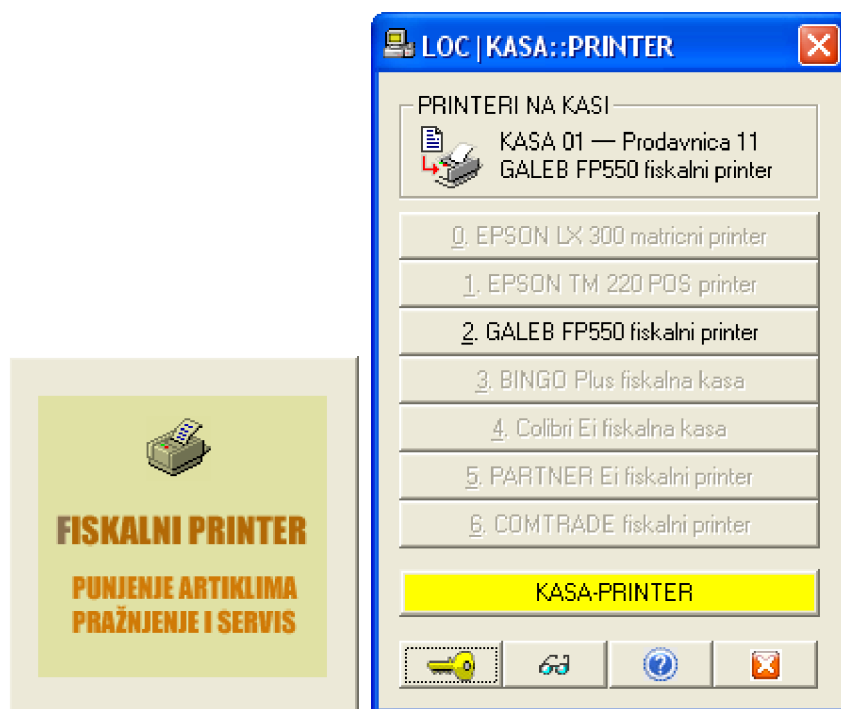 LOC | KASA::PRINTER
PRINTERI NA KASI
KASA 01 — Prodavnica 11
GALEB FP550 fiskalni printer
0. EPSON LX 300 matricni printer
1. EPSON TM 220 POS printer
2. GALEB FP550 fiskalni printer
3. BINGO Plus fiskalna kasa
4. Colibri Ei fiskalna kasa
5. PARTNER Ei fiskalni printer
6. COMTRADE fiskalni printer
KASA-PRINTER
FISKALNI PRINTER
PUNJENJE ARTIKLIMA
PRAŽNJENJE I SERVIS